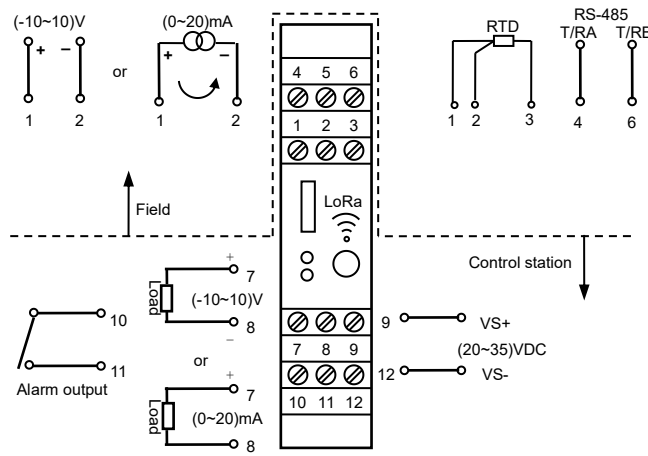 (-10~10)V
+ −
or
1 2
(0~20)mA
+ −
1 2
4 5 6
1 2 3
LoRa
7 8 9
10 11 12
RTD
1 2 3
RS-485
T/RA T/RB
4 6
Field
Control station
10
11
Alarm output
+
7
Load
(-10~10)V
8
−
or
+
7
Load
(0~20)mA
8
9 VS+
(20~35)VDC
12 VS-